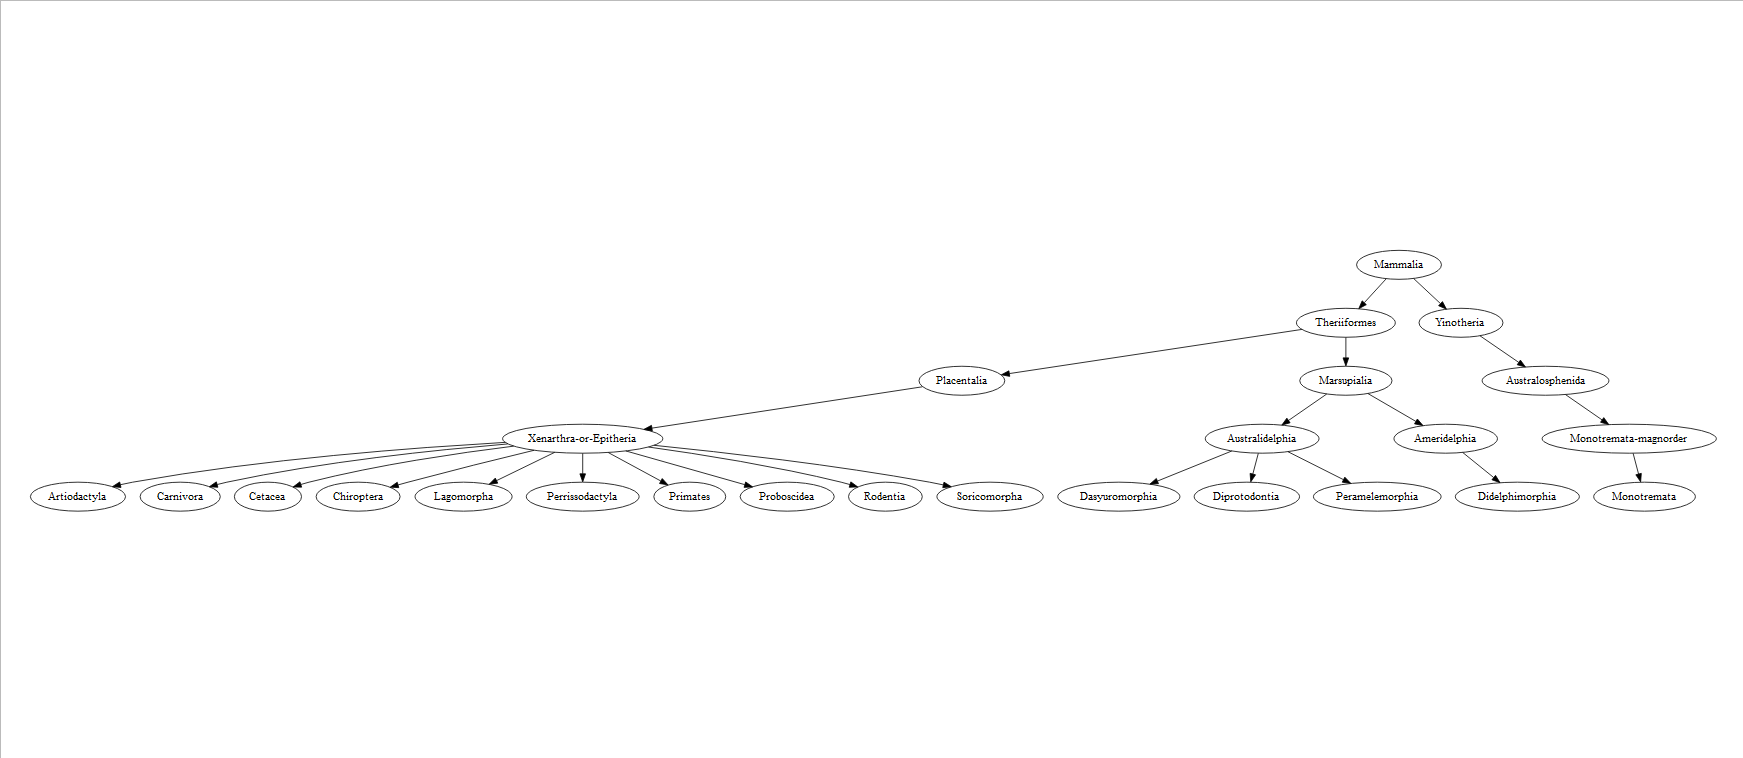 Mammalia
Theriiformes
Yinotheria
Placentalia
Marsupialia
Australosphenida
Xenarthra-or-Epitheria
Australidelphia
Ameridelphia
Monotremata-magnorder
Artiodactyla
Carnivora
Cetacea
Chiroptera
Lagomorpha
Perrissodactyla
Primates
Proboscidea
Rodentia
Soricomorpha
Dasyuromorphia
Diprotodontia
Peramelemorphia
Didelphimorphia
Monotremata